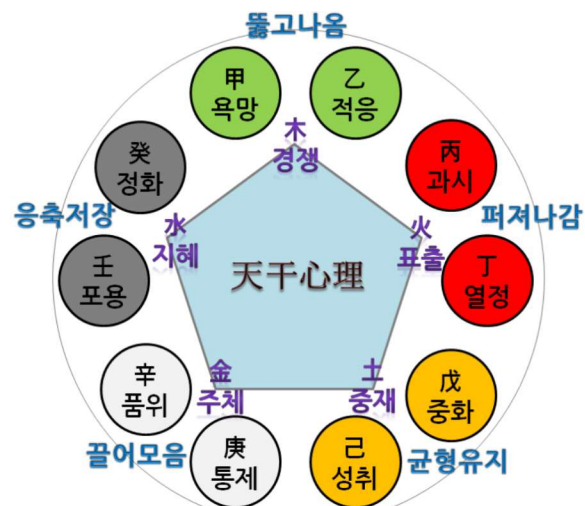 뚫고나옴
甲
욕망
乙
적응
木
경쟁
癸
정화
丙
과시
응축저장
퍼져나감
水
지혜
火
표출
天干心理
壬
포용
丁
열정
辛
품위
金
주체
土
중재
戊
중화
끌어모음
균형유지
庚
통제
己
성취